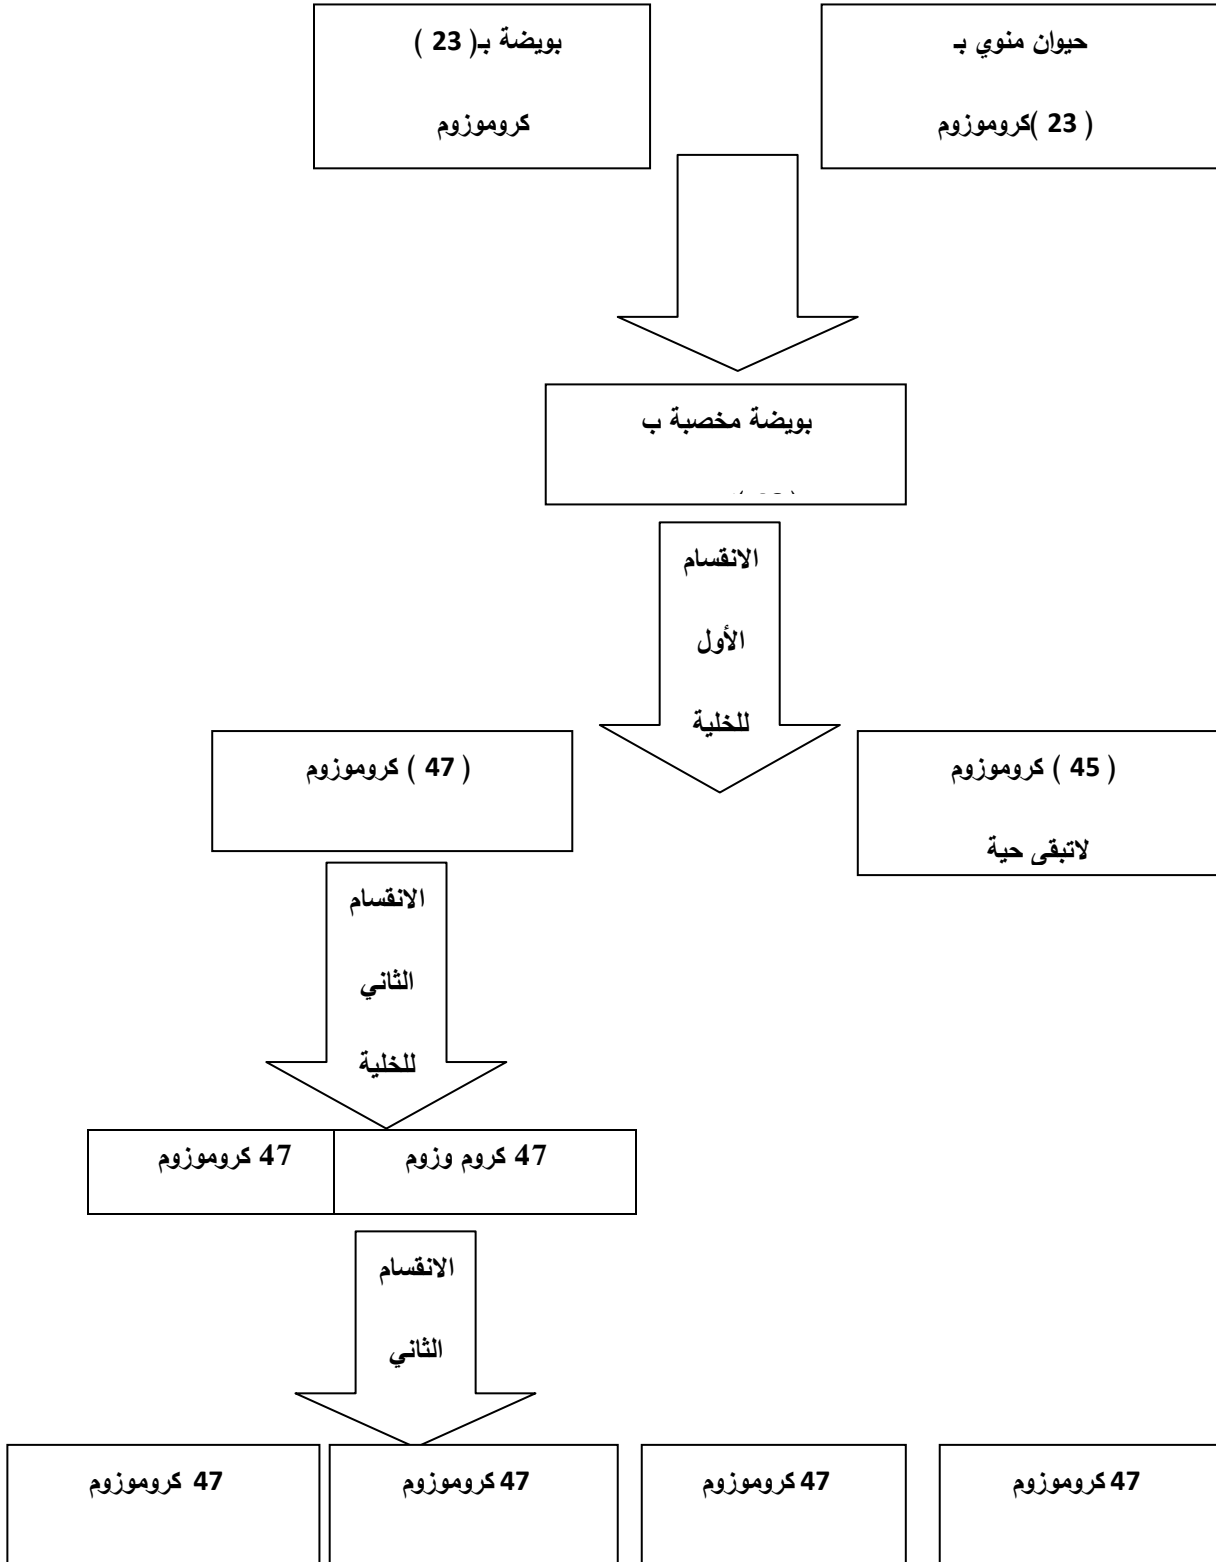 حيوان منوي بـ
( 23 )كروموزوم
بويضة بـ( 23 )
كروموزوم
بويضة مخصبة ب
الانقسام
الأول
للخلية
( 45 ) كروموزوم
لاتبقى حية
( 47 ) كروموزوم
الانقسام
الثاني
للخلية
47 كروم وزوم
47 كروموزوم
الانقسام
الثاني
47 كروموزوم
47 كروموزوم
47 كروموزوم
47 كروموزوم